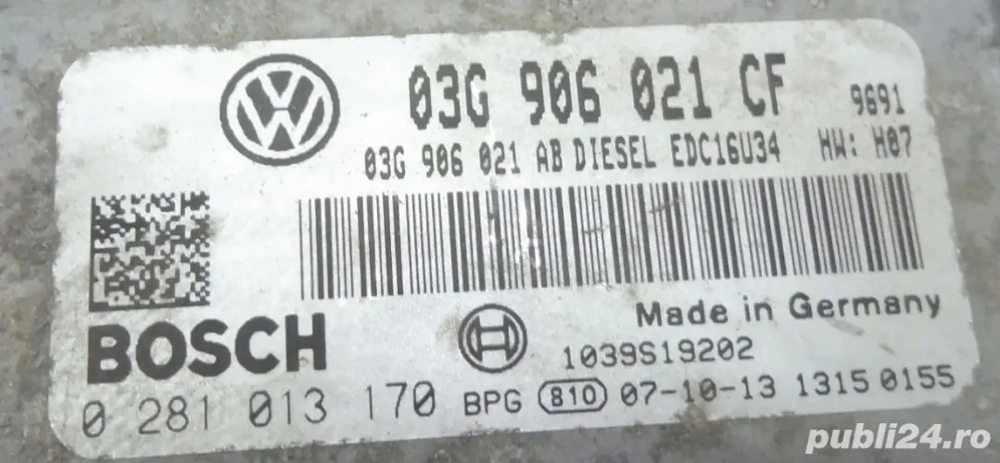 03G 906 021 CF 9691
03G 906 021 AB DIESEL EDC16U34 HW: H07
Made in Germany
BOSCH
1039S19202
0 281 013 170 BPG 810 07-10-13 1315 0155
publi24.ro